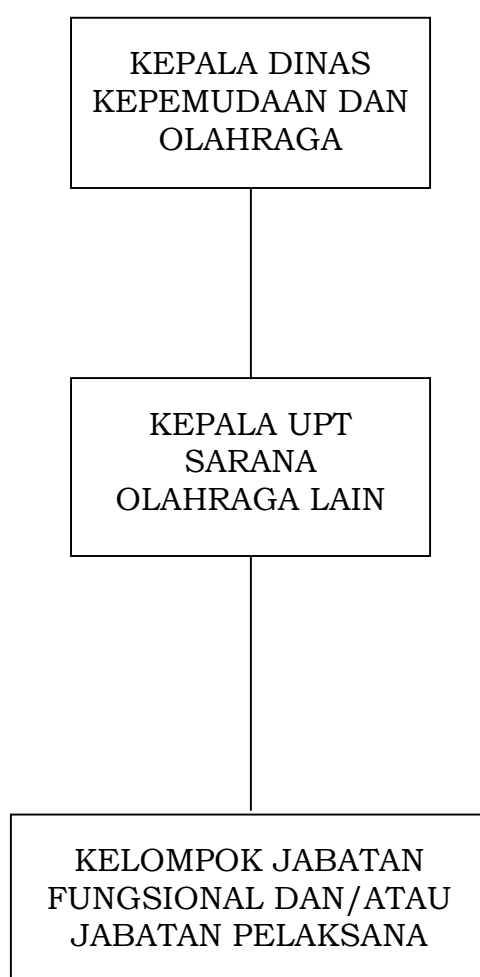 KEPALA DINAS
KEPEMUDAAN DAN
OLAHRAGA
KEPALA UPT
SARANA
OLAHRAGA LAIN
KELOMPOK JABATAN
FUNGSIONAL DAN/ATAU
JABATAN PELAKSANA